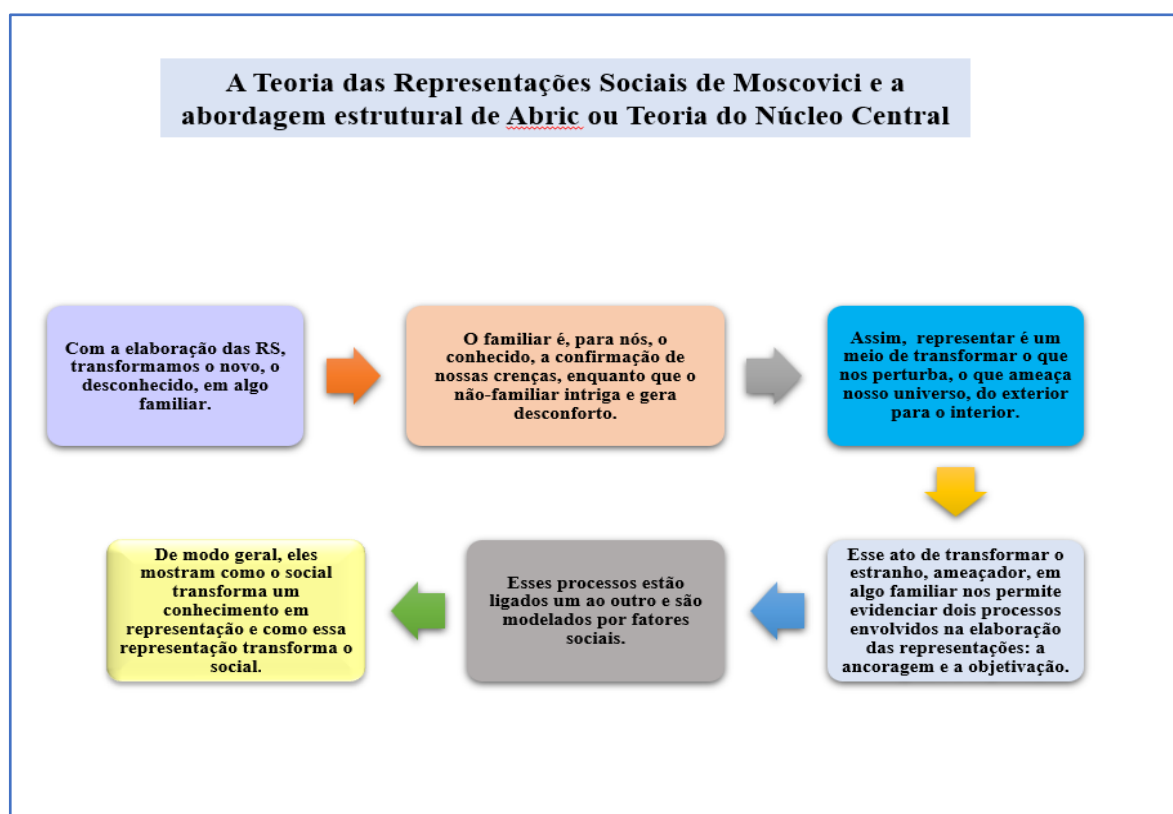 A Teoria das Representações Sociais de Moscovici e a
abordagem estrutural de Abric ou Teoria do Núcleo Central
Com a elaboração das RS,
transformamos o novo, o
desconhecido, em algo
familiar.
O familiar é, para nós, o
conhecido, a confirmação de
nossas crenças, enquanto que o
não-familiar intriga e gera
desconforto.
Assim, representar é um
meio de transformar o que
nos perturba, o que ameaça
nosso universo, do exterior
para o interior.
Esse ato de transformar o
estranho, ameaçador, em
algo familiar nos permite
evidenciar dois processos
envolvidos na elaboração
das representações: a
ancoragem e a objetivação.
Esses processos estão
ligados um ao outro e são
modelados por fatores
sociais.
De modo geral, eles
mostram como o social
transforma um
conhecimento em
representação e como essa
representação transforma o
social.